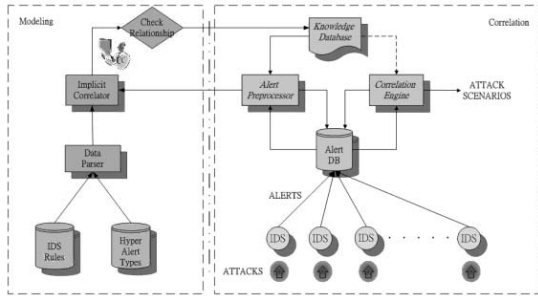 Modeling
Check
Relationship
Knowledge
Database
Correlation
Implicit
Correlator
Alert
Preprocessor
Correlation
Engine
ATTACK
SCENARIOS
Data
Parser
Alert
DB
ALERTS
IDS
Rules
Hyper
Alert
Types
IDS
IDS
IDS
IDS
ATTACKS